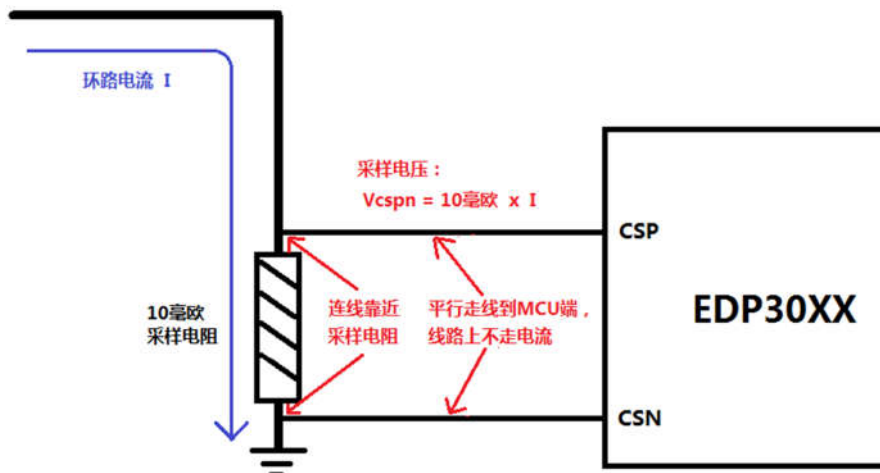 环路电流 I
采样电压：
Vcspn = 10毫欧 x I
CSP
10毫欧
采样电阻
连线靠近
采样电阻
平行走线到MCU端，
线路上不走电流
EDP30XX
CSN